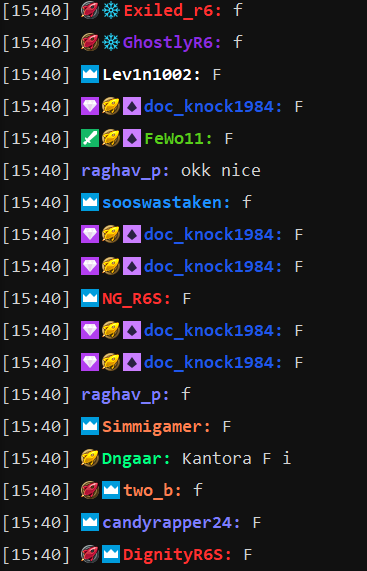 [15:40] Exiled_r6: f
[15:40] GhostlyR6: f
[15:40] Lev1n1002: F
[15:40] doc_knock1984: F
[15:40] FeWo11: F
[15:40] raghav_p: okk nice
[15:40] sooswastaken: f
[15:40] doc_knock1984: F
[15:40] doc_knock1984: F
[15:40] NG_R6S: F
[15:40] doc_knock1984: F
[15:40] doc_knock1984: F
[15:40] raghav_p: f
[15:40] Simmigamer: F
[15:40] Dngaar: Kantora F i
[15:40] two_b: f
[15:40] candyrapper24: F
[15:40] DignityR6S: F